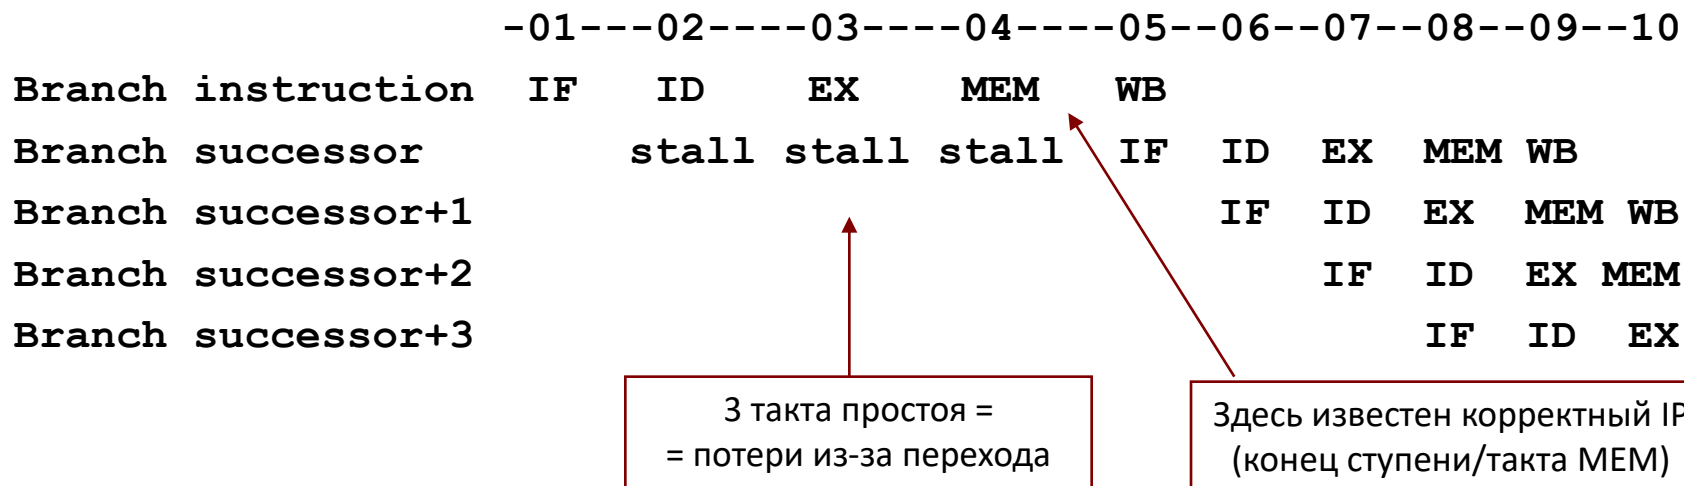 -01---02----03----04----05--06--07--08--09--10
Branch instruction IF ID EX MEM WB
Branch successor stall stall stall IF ID EX MEM WB
Branch successor+1 IF ID EX MEM WB
Branch successor+2 IF ID EX MEM
Branch successor+3 IF ID EX
3 такта простоя =
= потери из-за перехода
Здесь известен корректный IP
(конец ступени/такта MEM)